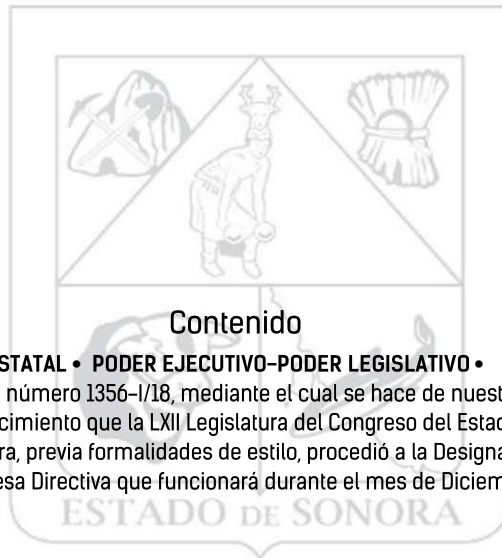 Contenido
STATAL • PODER EJECUTIVO-PODER LEGISLATIVO •
número 1356-I/18, mediante el cual se hace de nuest
cimiento que la LXII Legislatura del Congreso del Estad
ra, previa formalidades de estilo, procedió a la Designa
esa Directiva que funcionará durante el mes de Diciem
ESTADO DE SONORA